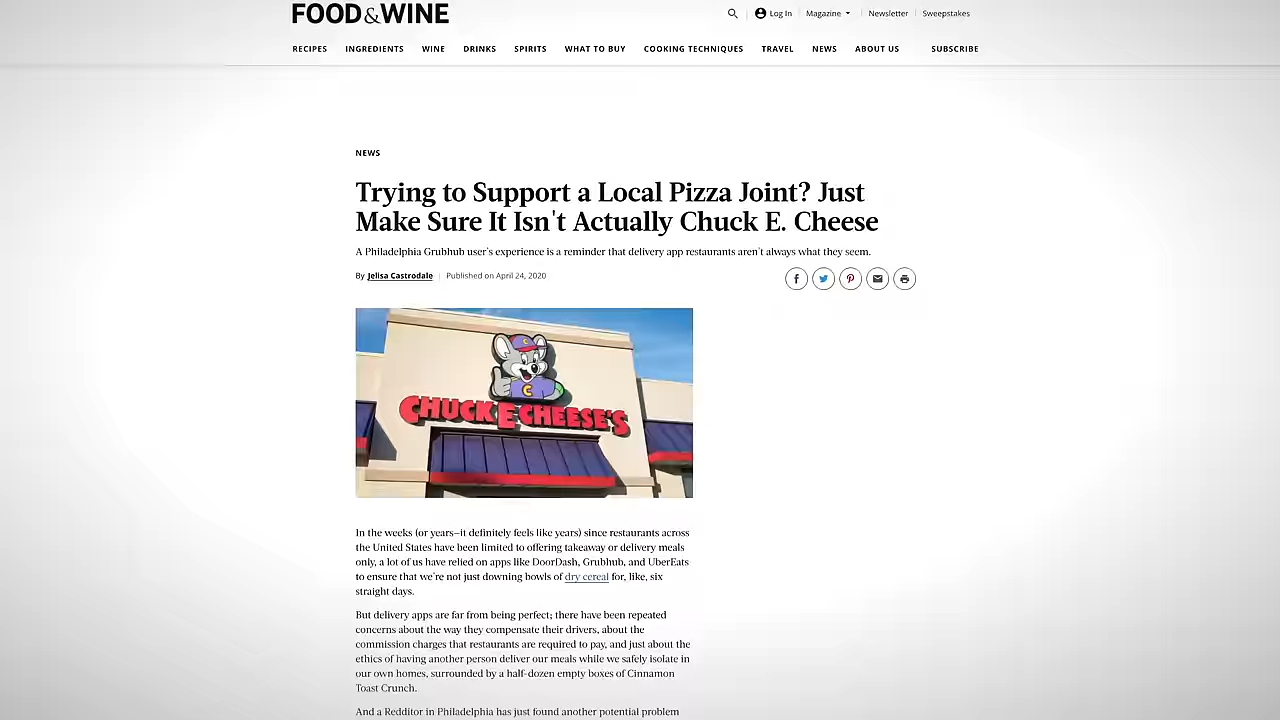 FOOD&WINE
Log In
Magazine
Newsletter
Sweepstakes
RECIPES
INGREDIENTS
WINE
DRINKS
SPIRITS
WHAT TO BUY
COOKING TECHNIQUES
TRAVEL
NEWS
ABOUT US
SUBSCRIBE
NEWS
Trying to Support a Local Pizza Joint? Just
Make Sure It Isn't Actually Chuck E. Cheese
A Philadelphia Grubhub user's experience is a reminder that delivery app restaurants aren't always what they seem.
By Jelisa Castrodale
Published on April 24, 2020
C
CHUCK E CHEESE'S
In the weeks (or years—it definitely feels like years) since restaurants across
the United States have been limited to offering takeaway or delivery meals
only, a lot of us have relied on apps like DoorDash, Grubhub, and UberEats
to ensure that we're not just downing bowls of dry cereal for, like, six
straight days.
But delivery apps are far from being perfect; there have been repeated
concerns about the way they compensate their drivers, about the
commission charges that restaurants are required to pay, and just about the
ethics of having another person deliver our meals while we safely isolate in
our own homes, surrounded by a half-dozen empty boxes of Cinnamon
Toast Crunch.
And a Redditor in Philadelphia has just found another potential problem